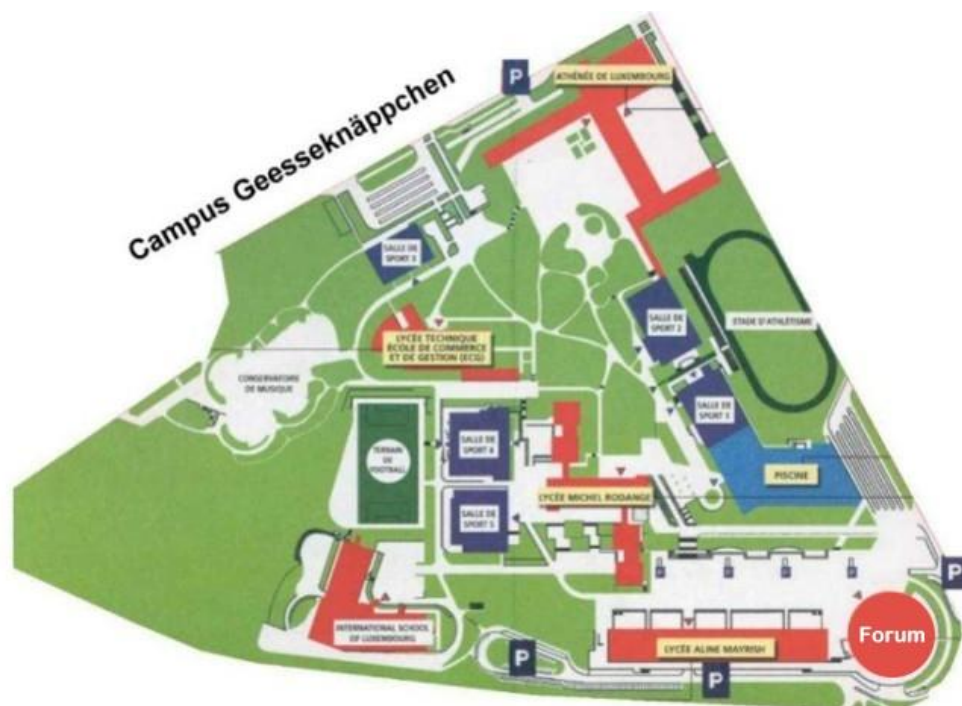 Campus Geesseknäppchen
P
ATHÉNÉE DE LUXEMBOURG
SALLE DE
SPORT 3
SALLE DE
SPORT 2
STADE D'ATHLÉTISME
LYCÉE TECHNIQUE
ÉCOLE DE COMMERCE
ET DE GESTION (ECG)
CONSERVATOIRE
DE MUSIQUE
SALLE DE
SPORT 1
TERRAIN
DE
FOOTBALL
SALLE DE
SPORT 4
PISCINE
LYCÉE MICHEL RODANGE
SALLE DE
SPORT 5
P
P
P
P
P
INTERNATIONAL SCHOOL
OF LUXEMBOURG
Forum
LYCÉE ALINE MAYRISH
P
P